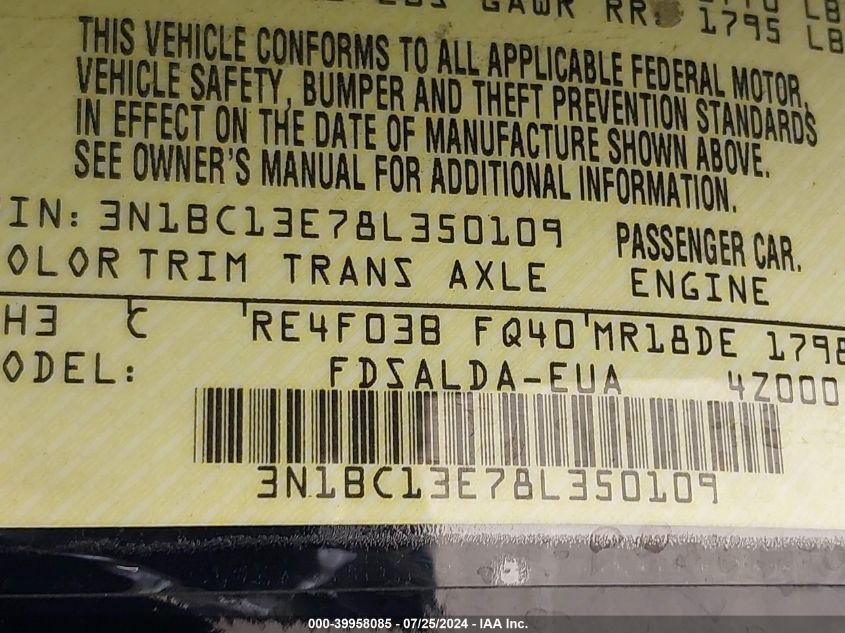 GAWR RR: 1795 LB
THIS VEHICLE CONFORMS TO ALL APPLICABLE FEDERAL MOTOR
VEHICLE SAFETY, BUMPER AND THEFT PREVENTION STANDARDS
IN EFFECT ON THE DATE OF MANUFACTURE SHOWN ABOVE.
SEE OWNER'S MANUAL FOR ADDITIONAL INFORMATION.
IN: 3N1BC13E78L350109 PASSENGER CAR.
OLOR TRIM TRANS AXLE ENGINE
H3 C RE4F03B FQ40 MR18DE 1798
ODEL: FDSALDA-EUA 4Z000
3N1BC13E78L350109
000-39958085 - 07/25/2024 - IAA Inc.